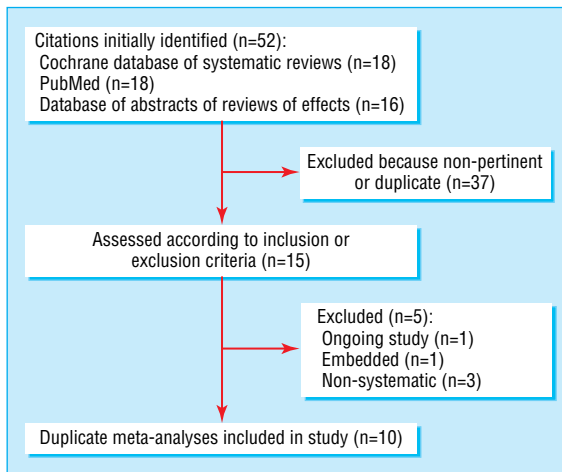 Citations initially identified (n=52):
Cochrane database of systematic reviews (n=18)
PubMed (n=18)
Database of abstracts of reviews of effects (n=16)
Excluded because non-pertinent
or duplicate (n=37)
Assessed according to inclusion or
exclusion criteria (n=15)
Excluded (n=5):
Ongoing study (n=1)
Embedded (n=1)
Non-systematic (n=3)
Duplicate meta-analyses included in study (n=10)